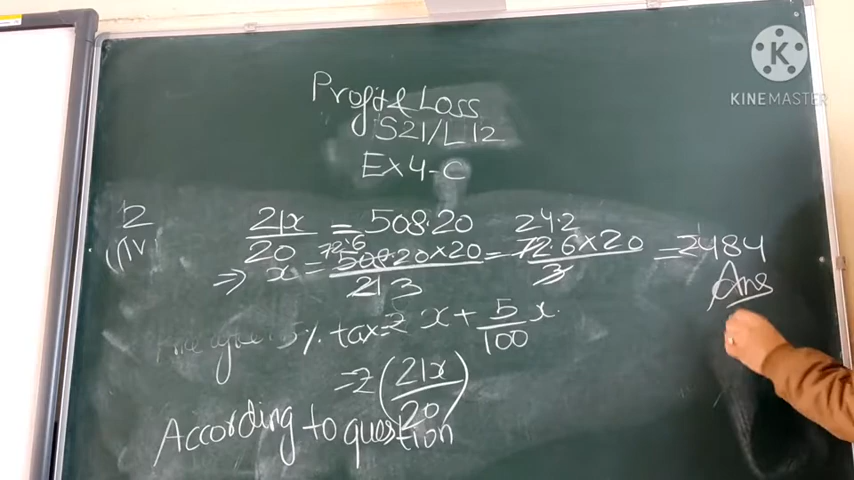 KINEMASTER
Profit & Loss
S21/L 12
Ex 4-C
2
(iv)
21x/20 = 508.20
⇒ x = 508.20×20/21 72.6 3 = 72.6×20/3 24.2 = 2484
Ans
5% tax = x + 5/100 x
= (21x/20)
According to question